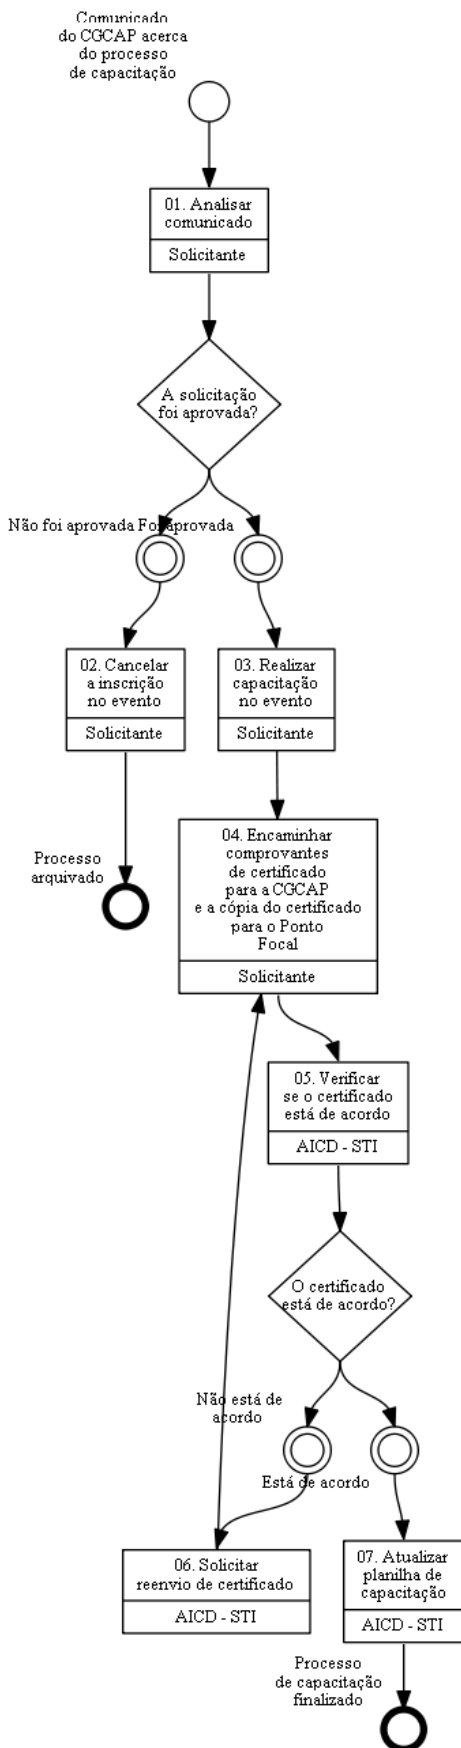 Comunicado
do CGCAP acerca
do processo
de capacitação
01. Analisar
comunicado
Solicitante
A solicitação
foi aprovada?
Não foi aprovada
Foi aprovada
02. Cancelar
a inscrição
no evento
Solicitante
03. Realizar
capacitação
no evento
Solicitante
Processo
arquivado
04. Encaminhar
comprovantes
de certificado
para a CGCAP
e a cópia do certificado
para o Ponto
Focal
Solicitante
05. Verificar
se o certificado
está de acordo
AICD - STI
O certificado
está de acordo?
Não está de
acordo
Está de acordo
06. Solicitar
reenvio de certificado
AICD - STI
07. Atualizar
planilha de
capacitação
AICD - STI
Processo
de capacitação
finalizado